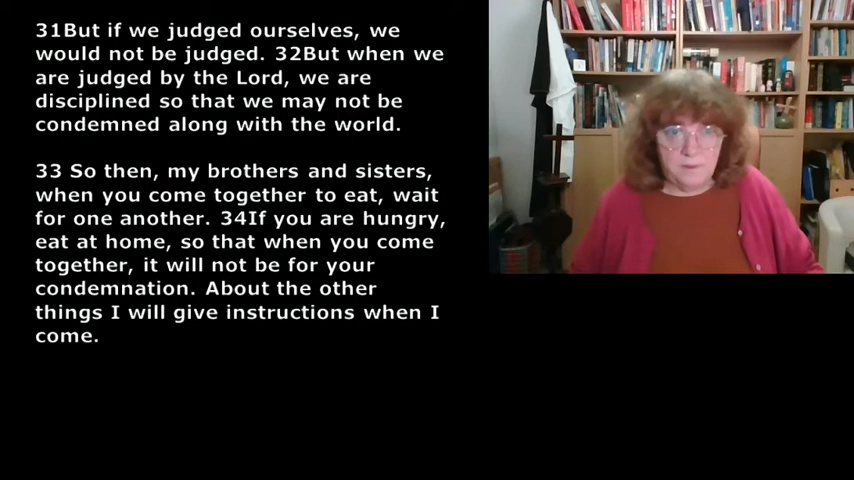 31But if we judged ourselves, we
would not be judged. 32But when we
are judged by the Lord, we are
disciplined so that we may not be
condemned along with the world.
33 So then, my brothers and sisters,
when you come together to eat, wait
for one another. 34If you are hungry,
eat at home, so that when you come
together, it will not be for your
condemnation. About the other
things I will give instructions when I
come.